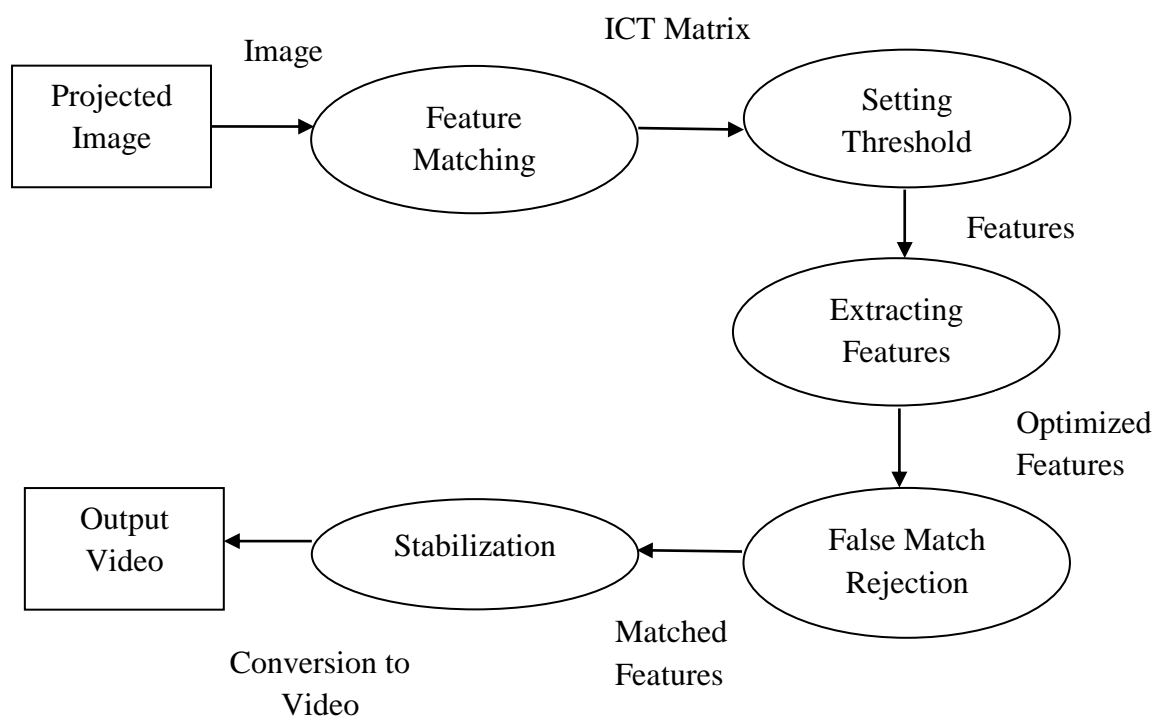 Projected
Image
Image
Feature
Matching
ICT Matrix
Setting
Threshold
Features
Extracting
Features
Optimized
Features
False Match
Rejection
Matched
Features
Stabilization
Conversion to
Video
Output
Video